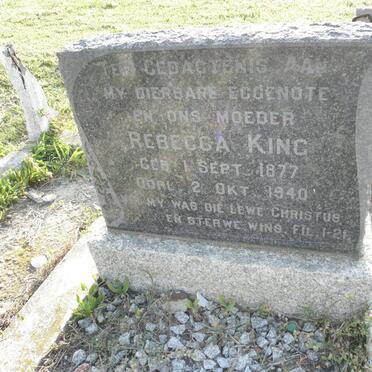 TER GEDAGTENIS AAN
MY DIERBARE EGGENOTE
EN ONS MOEDER
REBECCA KING
GEB. 1 SEPT. 1877
OORL. 2 OKT. 1940
MY WAS DIE LEWE CHRISTUS
EN STERWE WINS, FIL. 1-21